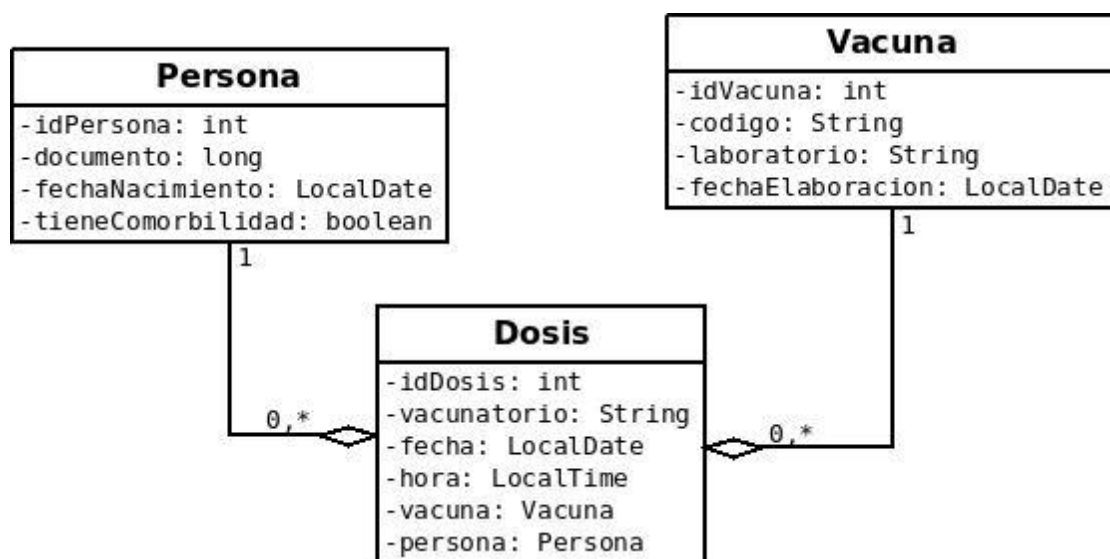 Persona
-idPersona: int
-documento: long
-fechaNacimiento: LocalDate
-tieneComorbilidad: boolean
1
Vacuna
-idVacuna: int
-codigo: String
-laboratorio: String
-fechaElaboracion: LocalDate
1
Dosis
-idDosis: int
-vacunatorio: String
-fecha: LocalDate
-hora: LocalTime
-vacuna: Vacuna
-persona: Persona
0,*
0,*